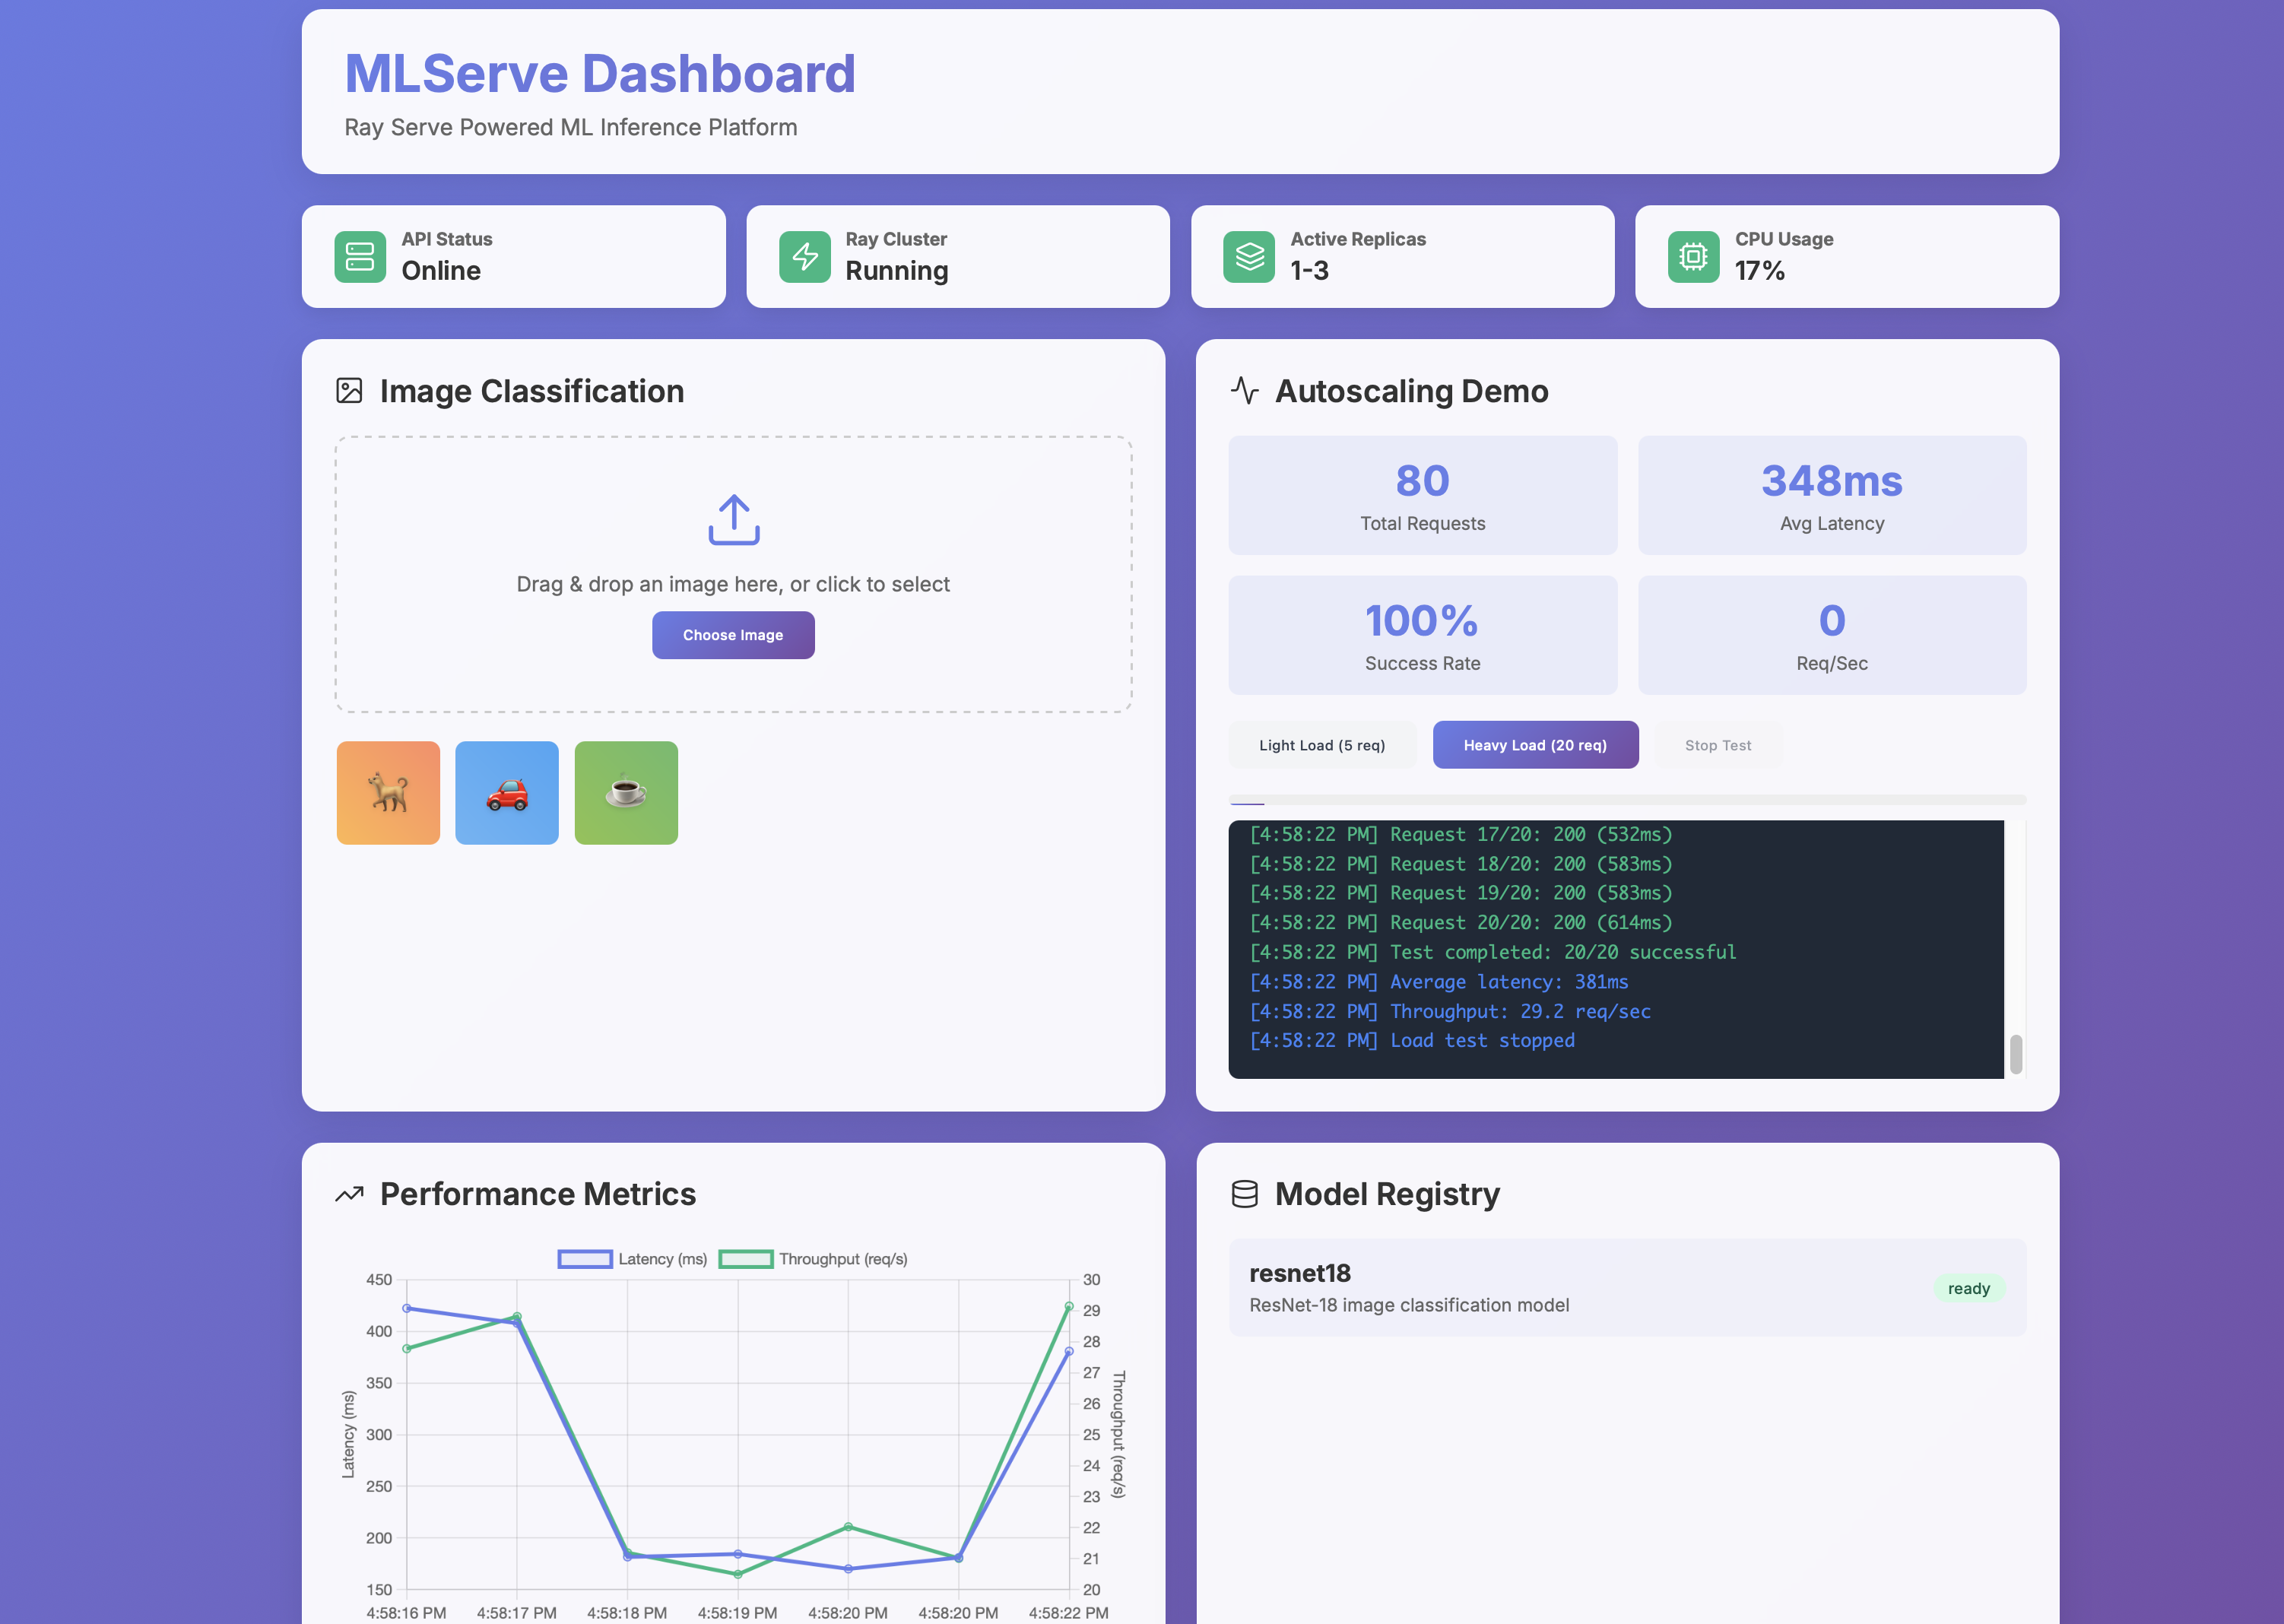 MLServe Dashboard
Ray Serve Powered ML Inference Platform
API Status
Online
Ray Cluster
Running
Active Replicas
1-3
CPU Usage
17%
Image Classification
Drag & drop an image here, or click to select
Choose Image
Autoscaling Demo
80
Total Requests
348ms
Avg Latency
100%
Success Rate
0
Req/Sec
Light Load (5 req)
Heavy Load (20 req)
Stop Test
[4:58:22 PM] Request 17/20: 200 (532ms)
[4:58:22 PM] Request 18/20: 200 (583ms)
[4:58:22 PM] Request 19/20: 200 (583ms)
[4:58:22 PM] Request 20/20: 200 (614ms)
[4:58:22 PM] Test completed: 20/20 successful
[4:58:22 PM] Average latency: 381ms
[4:58:22 PM] Throughput: 29.2 req/sec
[4:58:22 PM] Load test stopped
Performance Metrics
Latency (ms)
Throughput (req/s)
450
400
350
300
250
200
150
Latency (ms)
30
29
28
27
26
25
24
23
22
21
20
Throughput (req/s)
4:58:16 PM
4:58:17 PM
4:58:18 PM
4:58:19 PM
4:58:20 PM
4:58:20 PM
4:58:22 PM
Model Registry
resnet18
ResNet-18 image classification model
ready